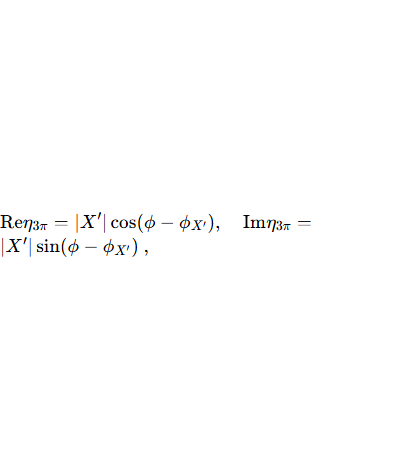 Reη₃π = |X′| cos(ϕ − ϕX′),  Imη₃π =
|X′| sin(ϕ − ϕX′) ,